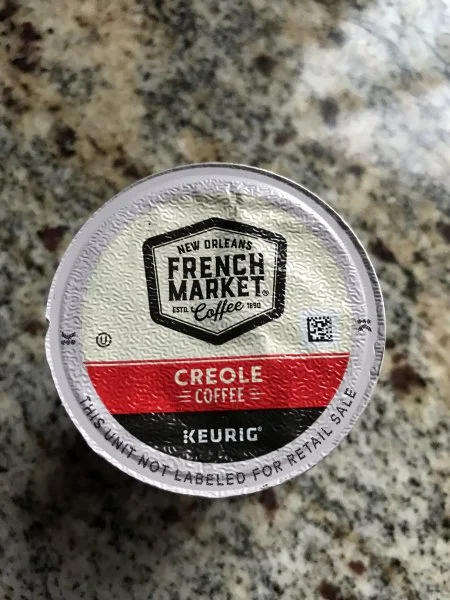 NEW ORLEANS
FRENCH
MARKET®
ESTD. Coffee 1890
CREOLE
COFFEE
KEURIG®
THIS UNIT NOT LABELED FOR RETAIL SALE
U
K
K